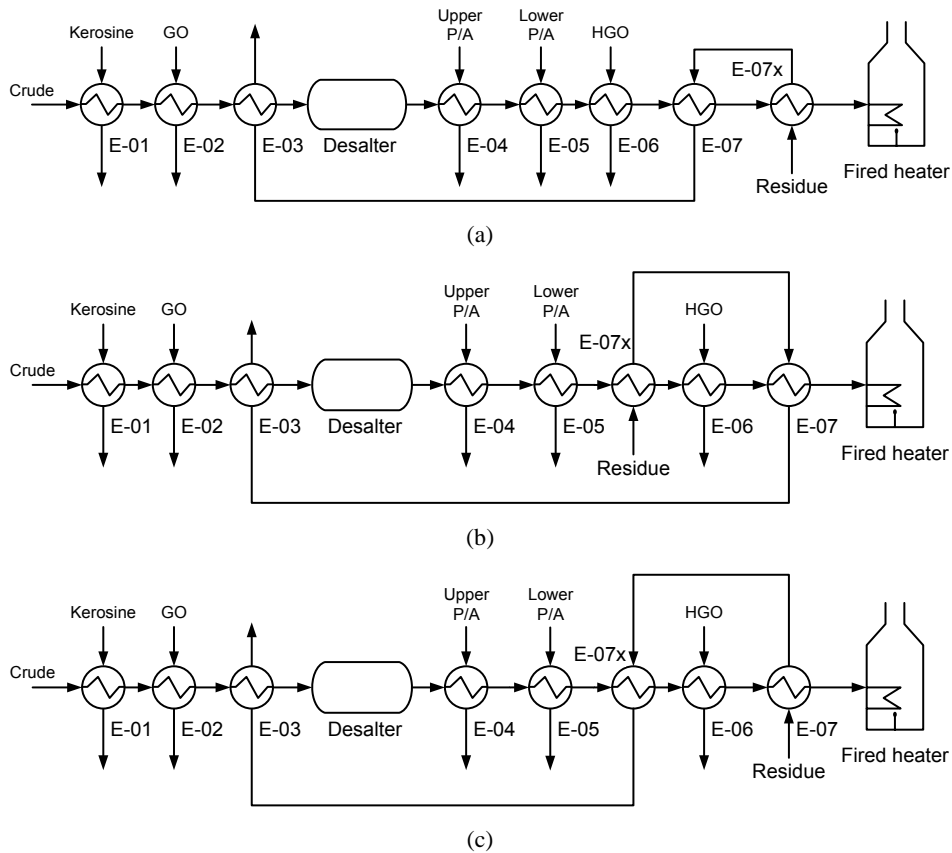 Upper
P/A
Lower
P/A
Kerosine
GO
HGO
E-07x
Crude
E-01
E-02
E-03
Desalter
E-04
E-05
E-06
E-07
Residue
Fired heater
(a)
Upper
P/A
Lower
P/A
Kerosine
GO
HGO
E-07x
Crude
E-01
E-02
E-03
Desalter
E-04
E-05
E-06
E-07
Residue
Fired heater
(b)
Upper
P/A
Lower
P/A
Kerosine
GO
HGO
E-07x
Crude
E-01
E-02
E-03
Desalter
E-04
E-05
E-06
E-07
Residue
Fired heater
(c)